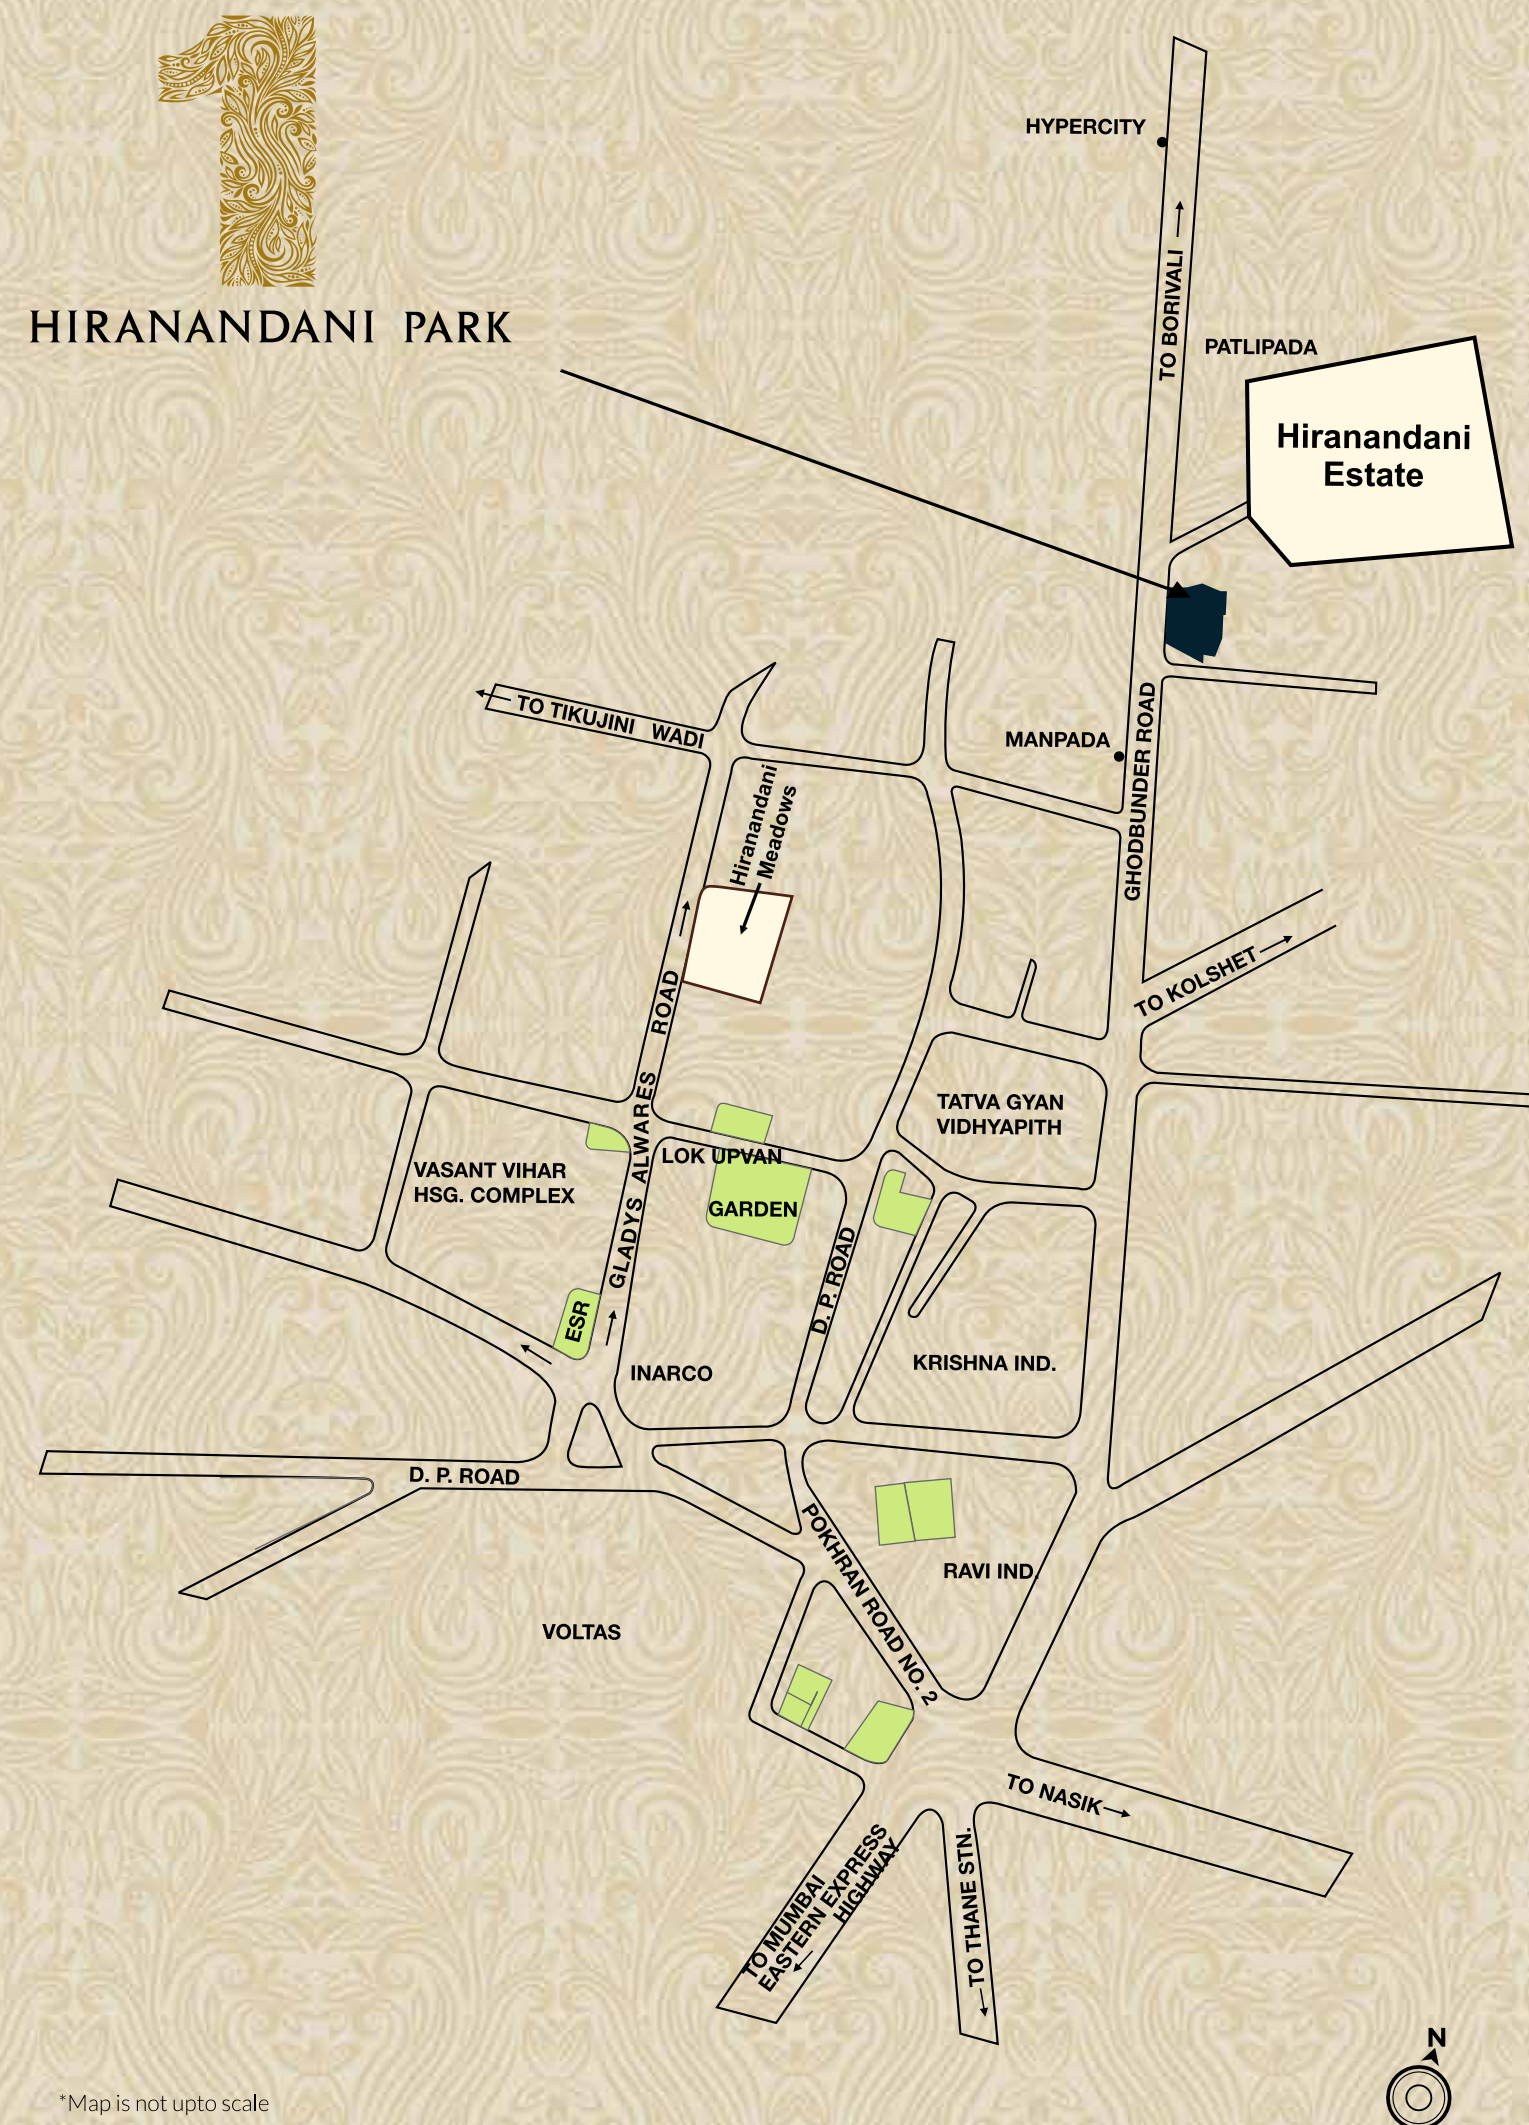 1
HIRANANDANI PARK
HYPERCITY
TO BORIVALI
PATLIPADA
Hiranandani
Estate
TO TIKUJINI WADI
MANPADA
GHODBUNDER ROAD
Hiranandani
Meadows
TO KOLSHET
GLADYS ALWARES ROAD
TATVA GYAN
VIDHYAPITH
LOK UPVAN
GARDEN
VASANT VIHAR
HSG. COMPLEX
D. P. ROAD
ESR
INARCO
KRISHNA IND.
D. P. ROAD
POKHRAN ROAD NO. 2
RAVI IND.
VOLTAS
TO NASIK
TO MUMBAI
EASTERN EXPRESS
HIGHWAY
TO THANE STN.
N
*Map is not upto scale